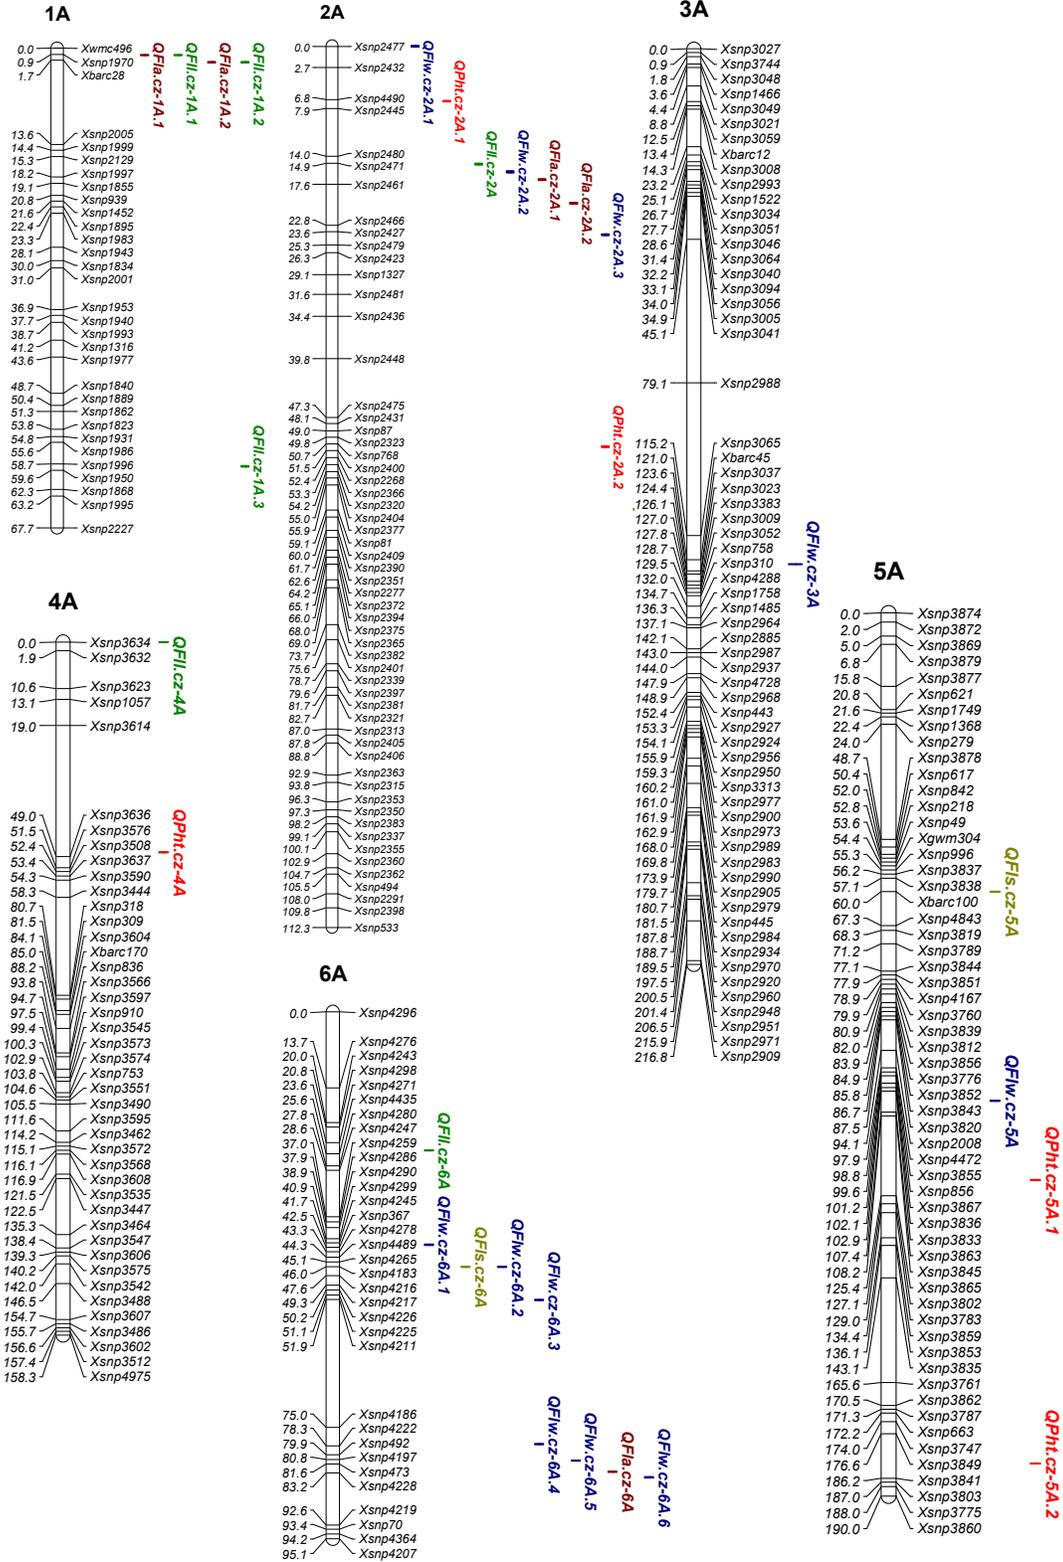 1A
0.0 Xwmc496
0.9 Xsnp1970
1.7 Xbarc28
13.6 Xsnp2005
14.4 Xsnp1999
15.3 Xsnp2129
18.2 Xsnp1997
19.1 Xsnp1855
20.8 Xsnp939
21.6 Xsnp1452
22.4 Xsnp1895
23.3 Xsnp1983
28.1 Xsnp1943
30.0 Xsnp1834
31.0 Xsnp2001
36.9 Xsnp1953
37.7 Xsnp1940
38.7 Xsnp1993
41.2 Xsnp1316
43.6 Xsnp1977
48.7 Xsnp1840
50.4 Xsnp1889
51.3 Xsnp1862
53.8 Xsnp1823
54.8 Xsnp1931
55.6 Xsnp1986
58.7 Xsnp1996
59.6 Xsnp1950
62.3 Xsnp1868
63.2 Xsnp1995
67.7 Xsnp2227
QFla.cz-1A.1
QFll.cz-1A.1
QFla.cz-1A.2
QFll.cz-1A.2
QFll.cz-1A.3
2A
0.0 Xsnp2477
2.7 Xsnp2432
6.8 Xsnp4490
7.9 Xsnp2445
14.0 Xsnp2480
14.9 Xsnp2471
17.6 Xsnp2461
22.8 Xsnp2466
23.6 Xsnp2427
25.3 Xsnp2479
26.3 Xsnp2423
29.1 Xsnp1327
31.6 Xsnp2481
34.4 Xsnp2436
39.8 Xsnp2448
47.3 Xsnp2475
48.1 Xsnp2431
49.0 Xsnp87
49.8 Xsnp2323
50.7 Xsnp768
51.5 Xsnp2400
52.4 Xsnp2268
53.3 Xsnp2366
54.2 Xsnp2320
55.0 Xsnp2404
55.9 Xsnp2377
59.1 Xsnp81
60.0 Xsnp2409
61.7 Xsnp2390
62.6 Xsnp2351
64.2 Xsnp2277
65.1 Xsnp2372
66.0 Xsnp2394
68.0 Xsnp2375
69.0 Xsnp2365
73.7 Xsnp2382
75.6 Xsnp2401
78.7 Xsnp2339
79.6 Xsnp2397
81.7 Xsnp2381
82.7 Xsnp2321
87.0 Xsnp2313
87.8 Xsnp2405
88.8 Xsnp2406
92.9 Xsnp2363
93.8 Xsnp2315
96.3 Xsnp2353
97.3 Xsnp2350
98.2 Xsnp2383
99.1 Xsnp2337
100.1 Xsnp2355
102.9 Xsnp2360
104.7 Xsnp2362
105.5 Xsnp494
108.0 Xsnp2291
109.8 Xsnp2398
112.3 Xsnp533
QFlw.cz-2A.1
QPht.cz-2A.1
QFll.cz-2A
QFlw.cz-2A.2
QFla.cz-2A.1
QFla.cz-2A.2
QFlw.cz-2A.3
QPht.cz-2A.2
3A
0.0 Xsnp3027
0.9 Xsnp3744
1.8 Xsnp3048
3.6 Xsnp1466
4.4 Xsnp3049
8.8 Xsnp3021
12.5 Xsnp3059
13.4 Xbarc12
14.3 Xsnp3008
23.2 Xsnp2993
25.1 Xsnp1522
26.7 Xsnp3034
27.7 Xsnp3051
28.6 Xsnp3046
31.4 Xsnp3064
32.2 Xsnp3040
33.1 Xsnp3094
34.0 Xsnp3056
34.9 Xsnp3005
45.1 Xsnp3041
79.1 Xsnp2988
115.2 Xsnp3065
121.0 Xbarc45
123.6 Xsnp3037
124.4 Xsnp3023
126.1 Xsnp3383
127.0 Xsnp3009
127.8 Xsnp3052
128.7 Xsnp758
129.5 Xsnp310
132.0 Xsnp4288
134.7 Xsnp1758
136.3 Xsnp1485
137.1 Xsnp2964
142.1 Xsnp2885
143.0 Xsnp2987
144.0 Xsnp2937
147.9 Xsnp4728
148.9 Xsnp2968
152.4 Xsnp443
153.3 Xsnp2927
154.1 Xsnp2924
155.9 Xsnp2956
159.3 Xsnp2950
160.2 Xsnp3313
161.0 Xsnp2977
161.9 Xsnp2900
162.9 Xsnp2973
168.0 Xsnp2989
169.8 Xsnp2983
173.9 Xsnp2990
179.7 Xsnp2905
180.7 Xsnp2979
181.5 Xsnp445
187.8 Xsnp2984
188.7 Xsnp2934
189.5 Xsnp2970
197.5 Xsnp2920
200.5 Xsnp2960
201.4 Xsnp2948
206.5 Xsnp2951
215.9 Xsnp2971
216.8 Xsnp2909
QFlw.cz-3A
4A
0.0 Xsnp3634
1.9 Xsnp3632
10.6 Xsnp3623
13.1 Xsnp1057
19.0 Xsnp3614
49.0 Xsnp3636
51.5 Xsnp3576
52.4 Xsnp3508
53.4 Xsnp3637
54.3 Xsnp3590
58.3 Xsnp3444
80.7 Xsnp318
81.5 Xsnp309
84.1 Xsnp3604
85.0 Xbarc170
88.2 Xsnp836
93.8 Xsnp3566
94.7 Xsnp3597
97.5 Xsnp910
99.4 Xsnp3545
100.3 Xsnp3573
102.9 Xsnp3574
103.8 Xsnp753
104.6 Xsnp3551
105.5 Xsnp3490
111.6 Xsnp3595
114.2 Xsnp3462
115.1 Xsnp3572
116.1 Xsnp3568
116.9 Xsnp3608
121.5 Xsnp3535
122.5 Xsnp3447
135.3 Xsnp3464
138.4 Xsnp3547
139.3 Xsnp3606
140.2 Xsnp3575
142.0 Xsnp3542
146.5 Xsnp3488
154.7 Xsnp3607
155.7 Xsnp3486
156.6 Xsnp3602
157.4 Xsnp3512
158.3 Xsnp4975
QFll.cz-4A
QPht.cz-4A
5A
0.0 Xsnp3874
2.0 Xsnp3872
5.0 Xsnp3869
6.8 Xsnp3879
15.8 Xsnp3877
20.8 Xsnp621
21.6 Xsnp1749
22.4 Xsnp1368
24.0 Xsnp279
48.7 Xsnp3878
50.4 Xsnp617
52.0 Xsnp842
52.8 Xsnp218
53.6 Xsnp49
54.4 Xgwm304
55.3 Xsnp996
56.2 Xsnp3837
57.1 Xsnp3838
60.0 Xbarc100
67.3 Xsnp4843
68.3 Xsnp3819
71.2 Xsnp3789
77.1 Xsnp3844
77.9 Xsnp3851
78.9 Xsnp4167
79.9 Xsnp3760
80.9 Xsnp3839
82.0 Xsnp3812
83.9 Xsnp3856
84.9 Xsnp3776
85.8 Xsnp3852
86.7 Xsnp3843
87.5 Xsnp3820
94.1 Xsnp2008
97.9 Xsnp4472
98.8 Xsnp3855
99.6 Xsnp856
101.2 Xsnp3867
102.1 Xsnp3836
102.9 Xsnp3833
107.4 Xsnp3863
108.2 Xsnp3845
125.4 Xsnp3865
127.1 Xsnp3802
129.0 Xsnp3783
134.4 Xsnp3859
136.1 Xsnp3853
143.1 Xsnp3835
165.6 Xsnp3761
170.5 Xsnp3862
171.3 Xsnp3787
172.2 Xsnp663
174.0 Xsnp3747
176.6 Xsnp3849
186.2 Xsnp3841
187.0 Xsnp3803
188.0 Xsnp3775
190.0 Xsnp3860
QFls.cz-5A
QFlw.cz-5A
QPht.cz-5A.1
QPht.cz-5A.2
6A
0.0 Xsnp4296
13.7 Xsnp4276
20.0 Xsnp4243
20.8 Xsnp4298
23.6 Xsnp4271
25.6 Xsnp4435
27.8 Xsnp4280
28.6 Xsnp4247
37.0 Xsnp4259
37.9 Xsnp4286
38.9 Xsnp4290
40.9 Xsnp4299
41.7 Xsnp4245
42.5 Xsnp367
43.3 Xsnp4278
44.3 Xsnp4489
45.1 Xsnp4265
46.0 Xsnp4183
47.6 Xsnp4216
49.3 Xsnp4217
50.2 Xsnp4226
51.1 Xsnp4225
51.9 Xsnp4211
75.0 Xsnp4186
78.3 Xsnp4222
79.9 Xsnp492
80.8 Xsnp4197
81.6 Xsnp473
83.2 Xsnp4228
92.6 Xsnp4219
93.4 Xsnp70
94.2 Xsnp4364
95.1 Xsnp4207
QFll.cz-6A
QFlw.cz-6A.1
QFls.cz-6A
QFlw.cz-6A.2
QFlw.cz-6A.3
QFlw.cz-6A.4
QFlw.cz-6A.5
QFla.cz-6A
QFlw.cz-6A.6